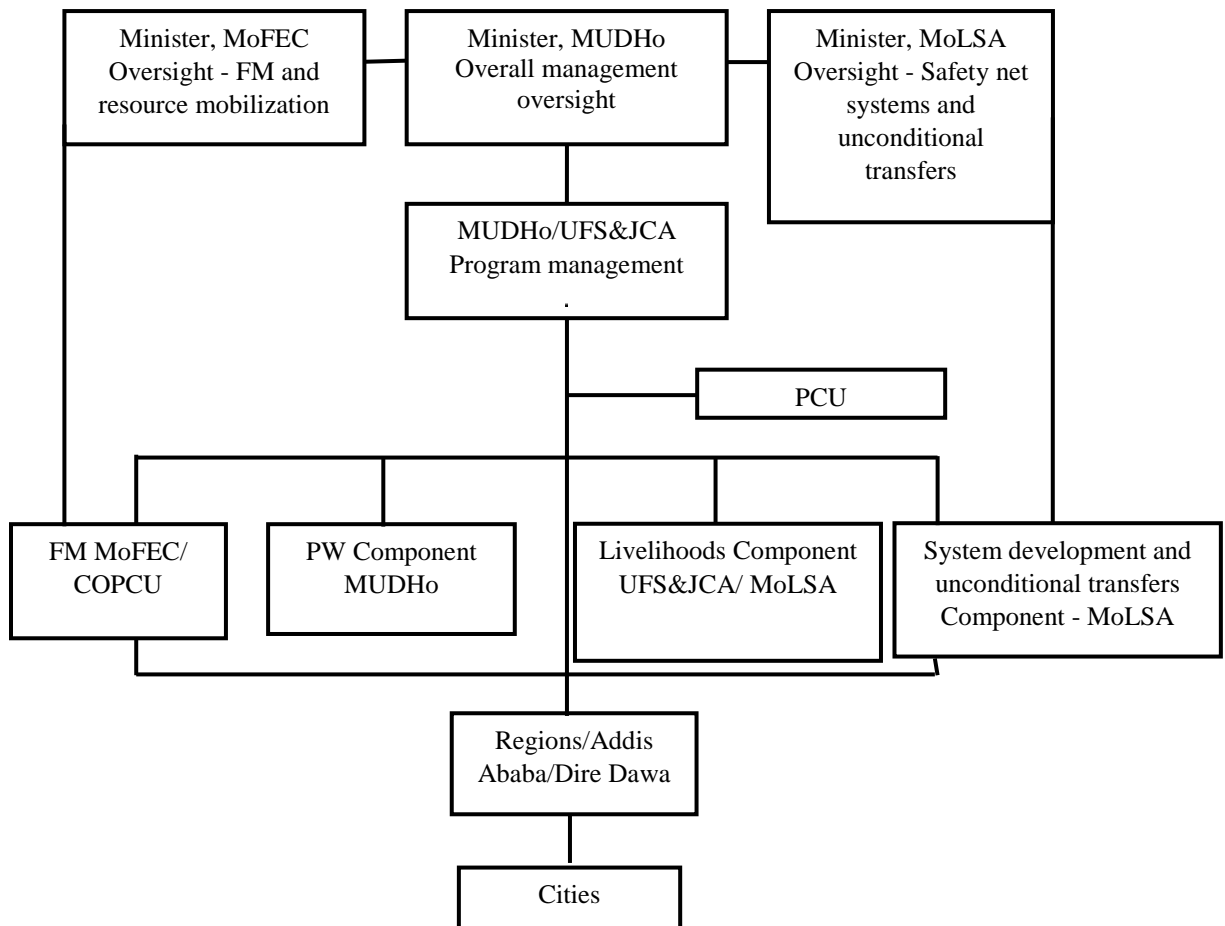 Minister, MoFEC
Oversight - FM and
resource mobilization
Minister, MUDHo
Overall management
oversight
Minister, MoLSA
Oversight - Safety net
systems and
unconditional
transfers
MUDHo/UFS&JCA
Program management
.
PCU
FM MoFEC/
COPCU
PW Component
MUDHo
Livelihoods Component
UFS&JCA/ MoLSA
System development and
unconditional transfers
Component - MoLSA
Regions/Addis
Ababa/Dire Dawa
Cities